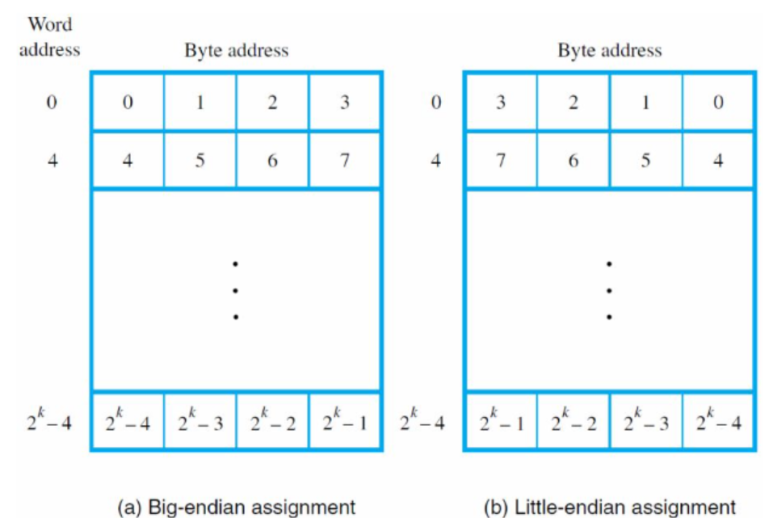 Word
address
Byte address
Byte address
0 0 1 2 3
0 3 2 1 0
4 4 5 6 7
4 7 6 5 4
2^k – 4 2^k – 4 2^k – 3 2^k – 2 2^k – 1
2^k – 4 2^k – 1 2^k – 2 2^k – 3 2^k – 4
(a) Big-endian assignment
(b) Little-endian assignment